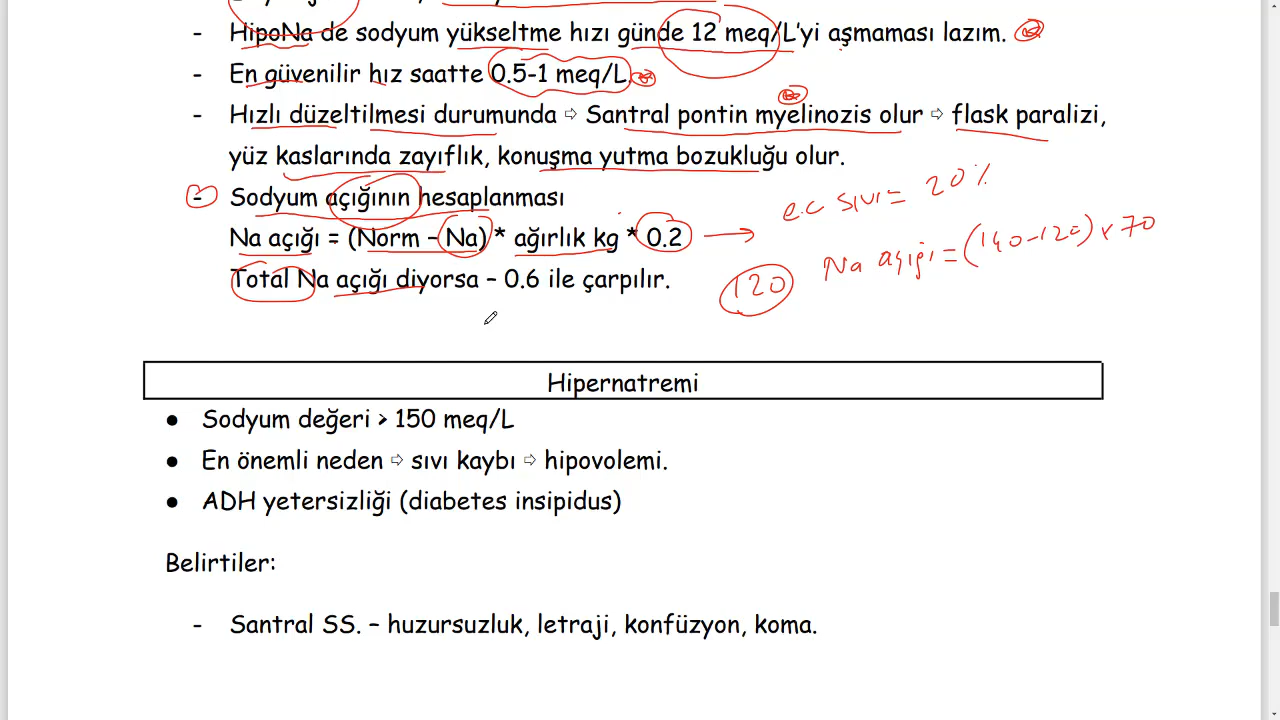 - HipoNa de sodyum yükseltme hızı günde 12 meq/L'yi aşmaması lazım.
- En güvenilir hız saatte 0.5-1 meq/L
- Hızlı düzeltilmesi durumunda ⇨ Santral pontin myelinozis olur ⇨ flask paralizi,
yüz kaslarında zayıflık, konuşma yutma bozukluğu olur.
- Sodyum açığının hesaplanması
e.c sıvı = 20%
Na açığı = (Norm – Na) * ağırlık kg * 0.2
Na açığı = (140-120) x 70
Total Na açığı diyorsa – 0.6 ile çarpılır.
120
Hipernatremi
● Sodyum değeri > 150 meq/L
● En önemli neden ⇨ sıvı kaybı ⇨ hipovolemi.
● ADH yetersizliği (diabetes insipidus)
Belirtiler:
- Santral SS. – huzursuzluk, letraji, konfüzyon, koma.